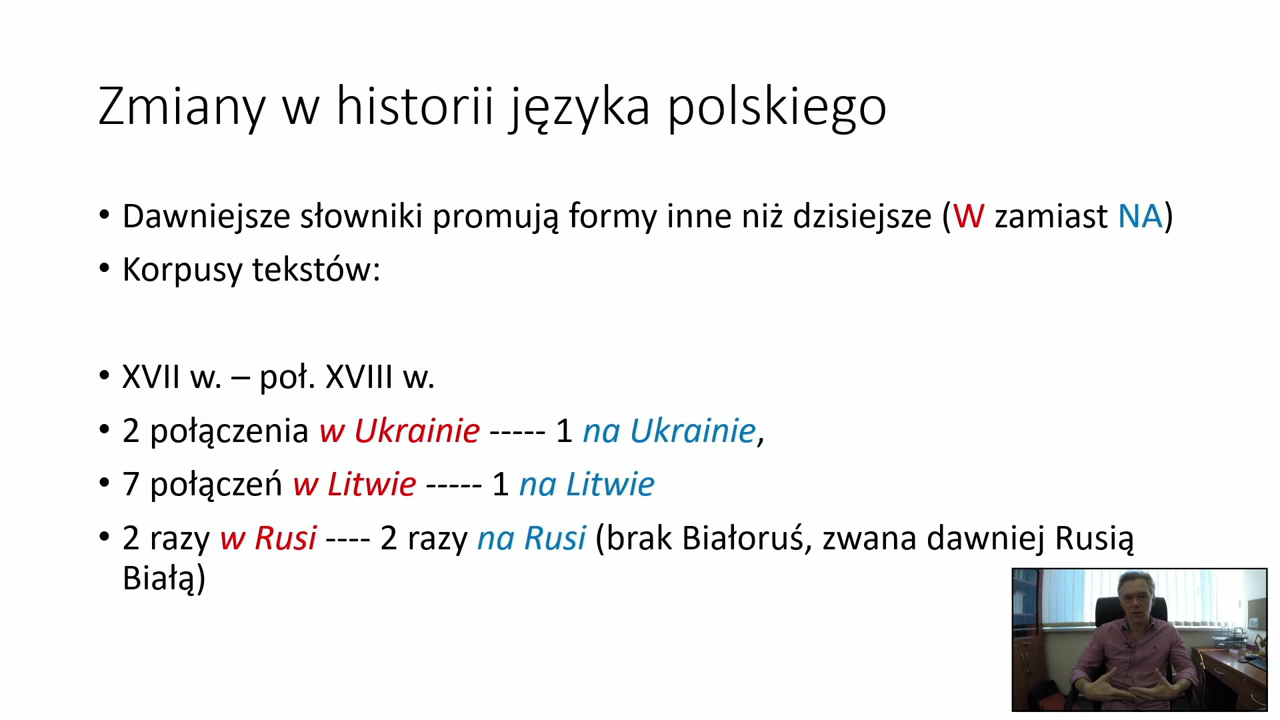 Zmiany w historii języka polskiego
• Dawniejsze słowniki promują formy inne niż dzisiejsze (W zamiast NA)
• Korpusy tekstów:
• XVII w. – poł. XVIII w.
• 2 połączenia w Ukrainie ----- 1 na Ukrainie,
• 7 połączeń w Litwie ----- 1 na Litwie
• 2 razy w Rusi ---- 2 razy na Rusi (brak Białoruś, zwana dawniej Rusią
Białą)